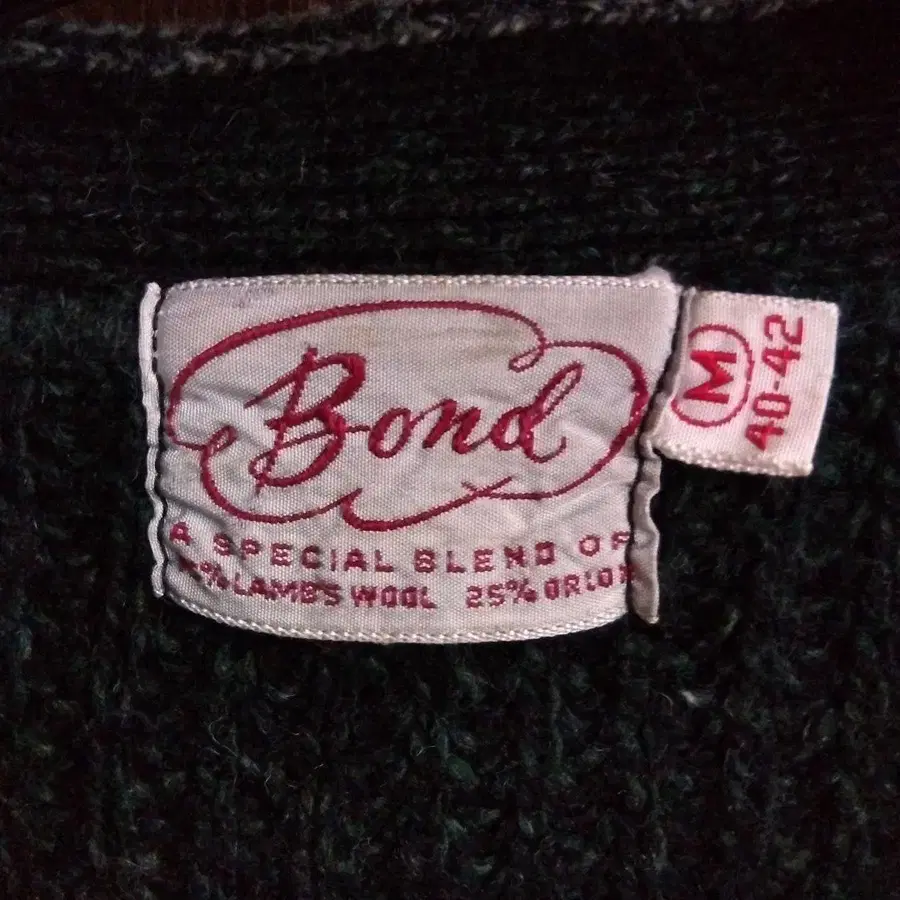 Bond
A SPECIAL BLEND OF
LAMB'S WOOL 25% ORLON
M
40-42